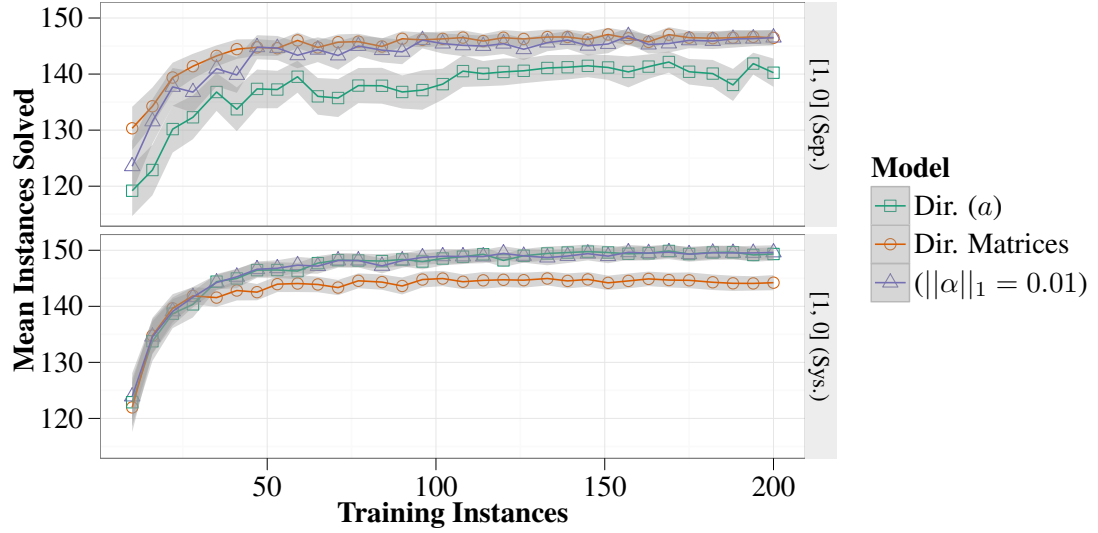 Mean Instances Solved
150
140
130
120
[1, 0] (Sep.)
150
140
130
120
[1, 0] (Sys.)
50
100
150
200
Training Instances
Model
Dir. (a)
Dir. Matrices
(||α||₁ = 0.01)